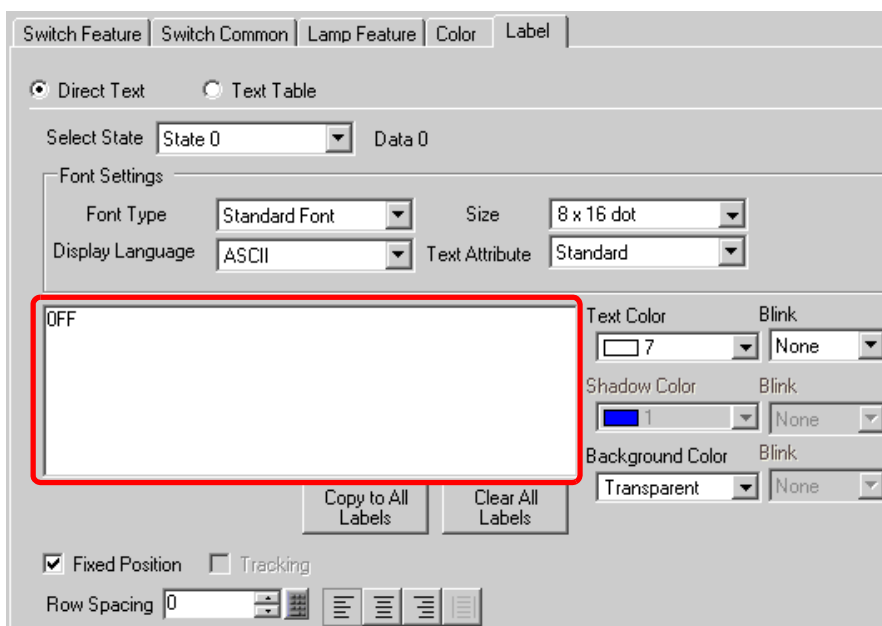 Switch Feature Switch Common Lamp Feature Color Label
Direct Text Text Table
Select State State 0 Data 0
Font Settings
Font Type Standard Font Size 8 x 16 dot
Display Language ASCII Text Attribute Standard
OFF
Text Color Blink
7 None
Shadow Color Blink
1 None
Background Color Blink
Transparent None
Copy to All Labels
Clear All Labels
Fixed Position Tracking
Row Spacing 0